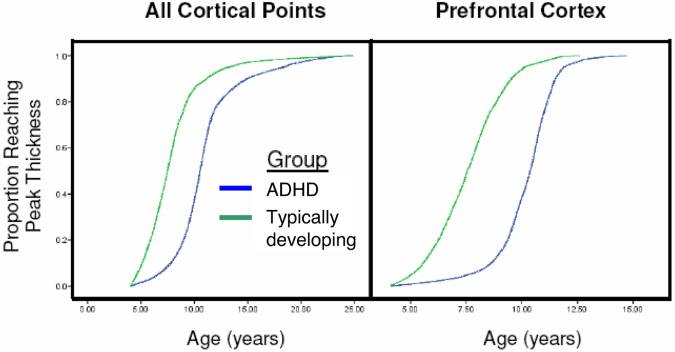 All Cortical Points
Prefrontal Cortex
Proportion Reaching
Peak Thickness
1.0
0.8
0.6
0.4
0.2
0.0
Group
ADHD
Typically
developing
0.00 5.00 10.00 15.00 20.00 25.00
5.00 7.50 10.00 12.50 15.00
Age (years)
Age (years)